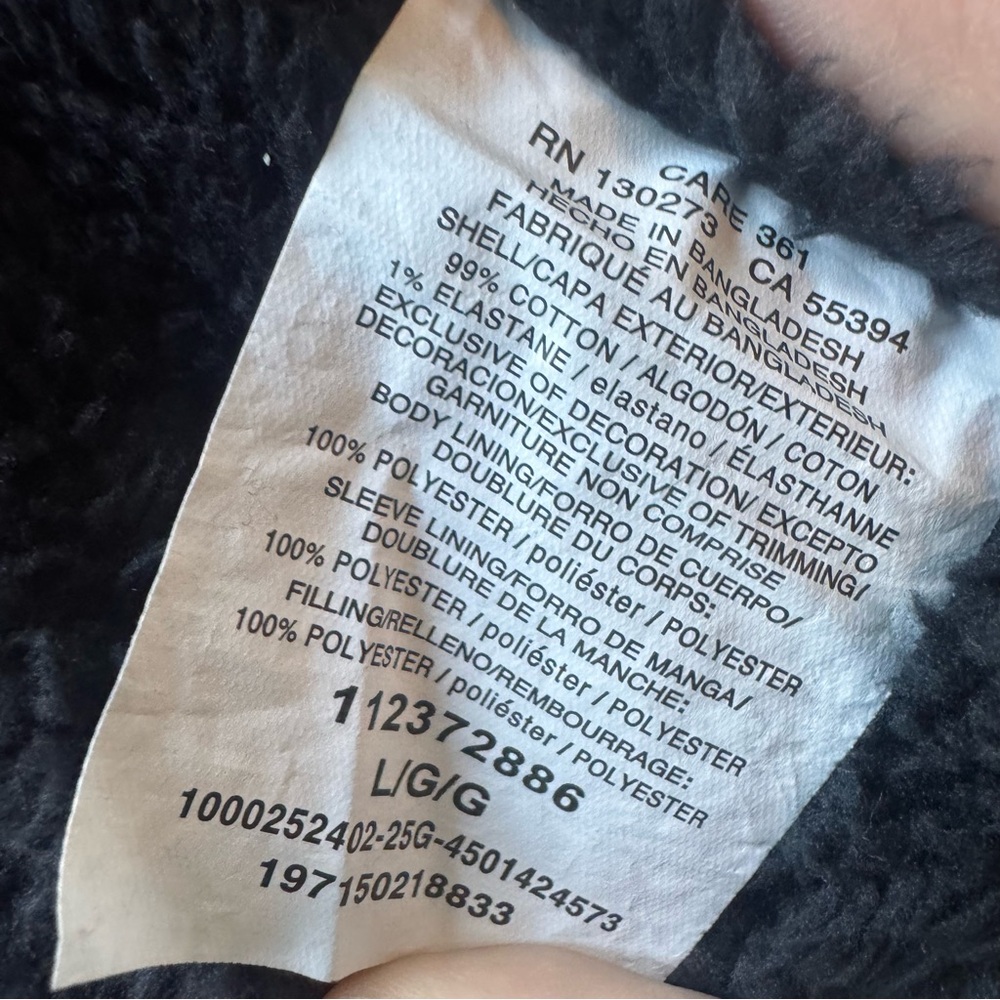 CARE 361
RN 130273 CA 55394
MADE IN BANGLADESH
HECHO EN BANGLADESH
FABRIQUÉ AU BANGLADESH
SHELL/CAPA EXTERIOR/EXTERIEUR:
99% COTTON / ALGODÓN / COTON
1% ELASTANE / elastano / ÉLASTHANNE
EXCLUSIVE OF DECORATION/ EXCEPTO
DECORACION/EXCLUSIVE OF TRIMMING/
GARNITURE NON COMPRISE
BODY LINING/FORRO DE CUERPO/
DOUBLURE DU CORPS:
100% POLYESTER / poliéster / POLYESTER
SLEEVE LINING/FORRO DE MANGA/
DOUBLURE DE LA MANCHE:
100% POLYESTER / poliéster / POLYESTER
FILLING/RELLENO/REMBOURRAGE:
100% POLYESTER / poliéster / POLYESTER
112372886
L/G/G
1000252402-25G-4501424573
197150218833